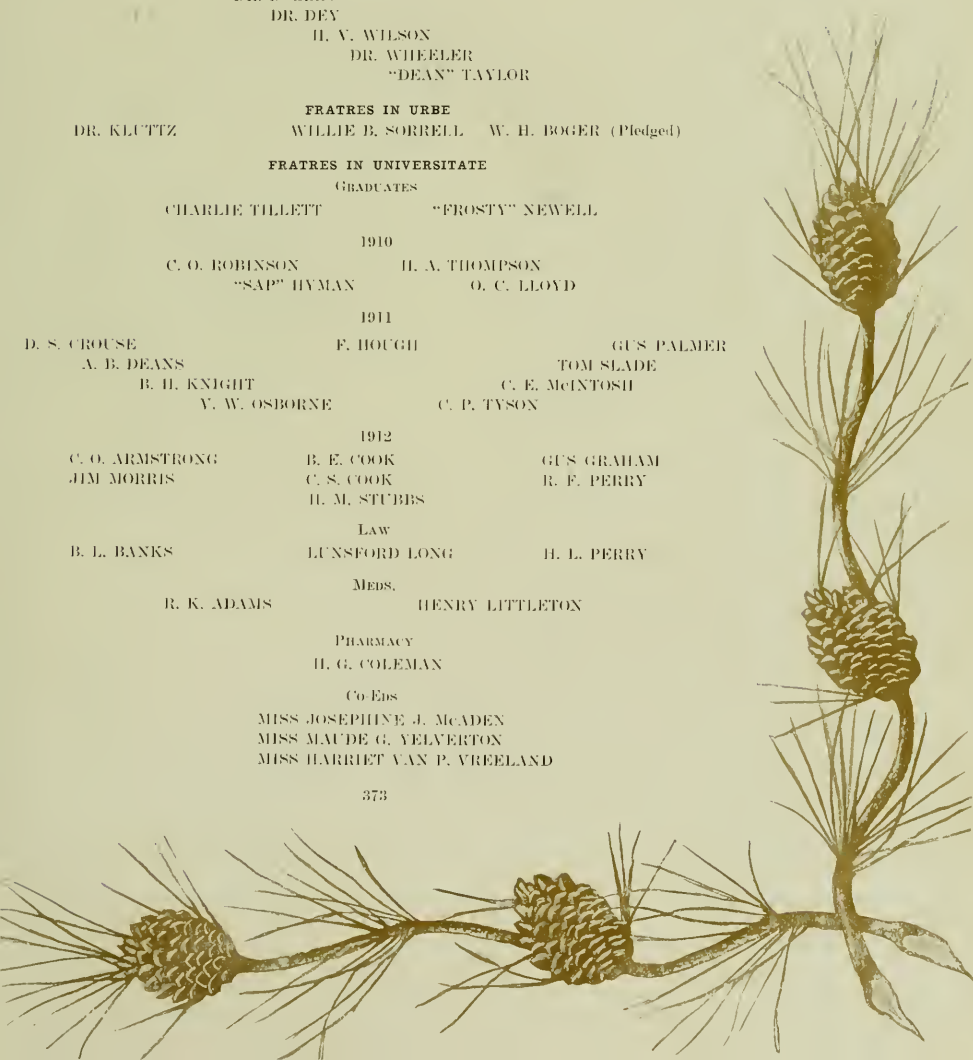 DR. DEY
H. V. WILSON
DR. WHEELER
"DEAN" TAYLOR
FRATRES IN URBE
DR. KLUTTZ WILLIE B. SORRELL W. H. BOGER (Pledged)
FRATRES IN UNIVERSITATE
GRADUATES
CHARLIE TILLETT "FROSTY" NEWELL
1910
C. O. ROBINSON H. A. THOMPSON
"SAP" HYMAN O. C. LLOYD
1911
D. S. CROUSE F. HOUGH GUS PALMER
A. B. DEANS TOM SLADE
B. H. KNIGHT C. E. McINTOSH
V. W. OSBORNE C. P. TYSON
1912
C. O. ARMSTRONG B. E. COOK GUS GRAHAM
JIM MORRIS C. S. COOK R. F. PERRY
H. M. STUBBS
LAW
B. L. BANKS LUNSFORD LONG H. L. PERRY
MEDS.
R. K. ADAMS HENRY LITTLETON
PHARMACY
H. G. COLEMAN
CO-EDS
MISS JOSEPHINE J. McADEN
MISS MAUDE G. YELVERTON
MISS HARRIET VAN P. VREELAND
373